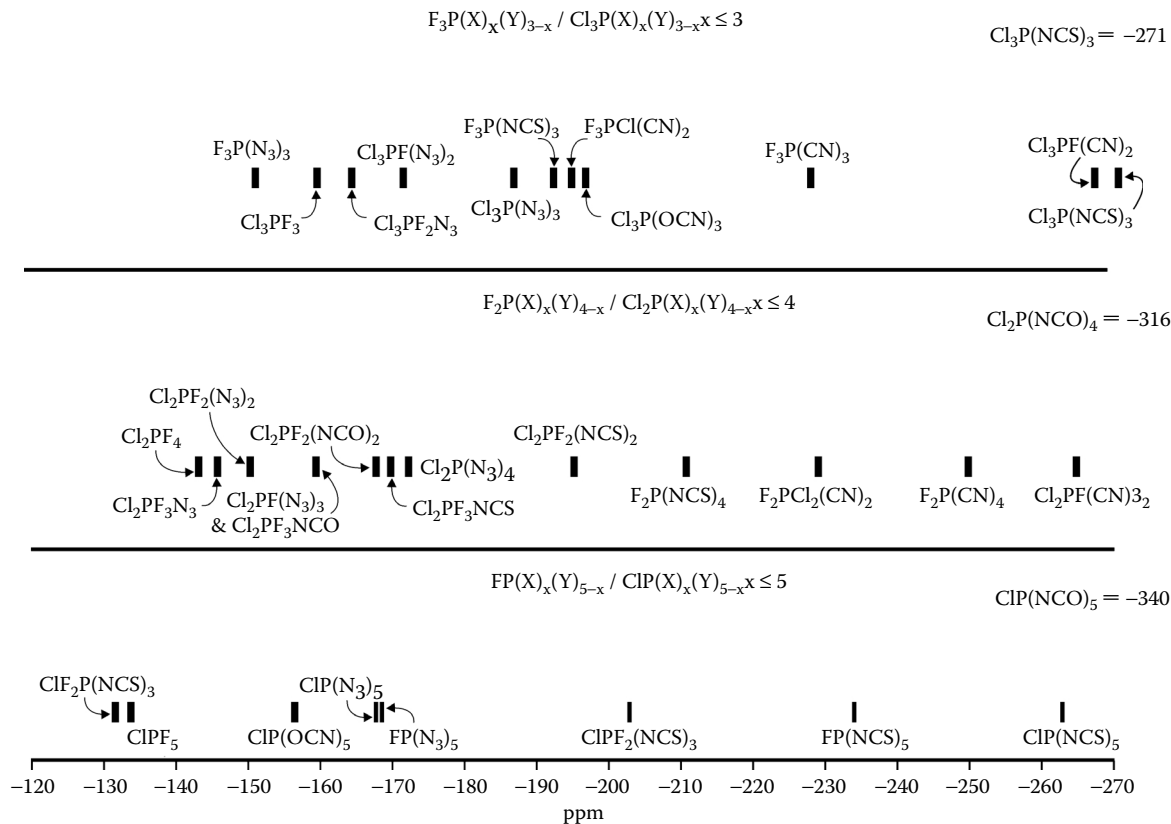 F₃P(X)ₓ(Y)₃₋ₓ / Cl₃P(X)ₓ(Y)₃₋ₓx ≤ 3
Cl₃P(NCS)₃ = –271
F₃P(NCS)₃
F₃PCl(CN)₂
F₃P(N₃)₃
Cl₃PF(N₃)₂
F₃P(CN)₃
Cl₃PF(CN)₂
Cl₃PF₃
Cl₃PF₂N₃
Cl₃P(N₃)₃
Cl₃P(OCN)₃
Cl₃P(NCS)₃
F₂P(X)ₓ(Y)₄₋ₓ / Cl₂P(X)ₓ(Y)₄₋ₓx ≤ 4
Cl₂P(NCO)₄ = –316
Cl₂PF₂(N₃)₂
Cl₂PF₄
Cl₂PF₂(NCO)₂
Cl₂PF₂(NCS)₂
Cl₂P(N₃)₄
Cl₂PF₃N₃
Cl₂PF(N₃)₃
& Cl₂PF₃NCO
Cl₂PF₃NCS
F₂P(NCS)₄
F₂PCl₂(CN)₂
F₂P(CN)₄
Cl₂PF(CN)3₂
FP(X)ₓ(Y)₅₋ₓ / ClP(X)ₓ(Y)₅₋ₓx ≤ 5
ClP(NCO)₅ = –340
ClF₂P(NCS)₃
ClP(N₃)₅
ClPF₅
ClP(OCN)₅
FP(N₃)₅
ClPF₂(NCS)₃
FP(NCS)₅
ClP(NCS)₅
–120 –130 –140 –150 –160 –170 –180 –190 –200 –210 –220 –230 –240 –250 –260 –270
ppm